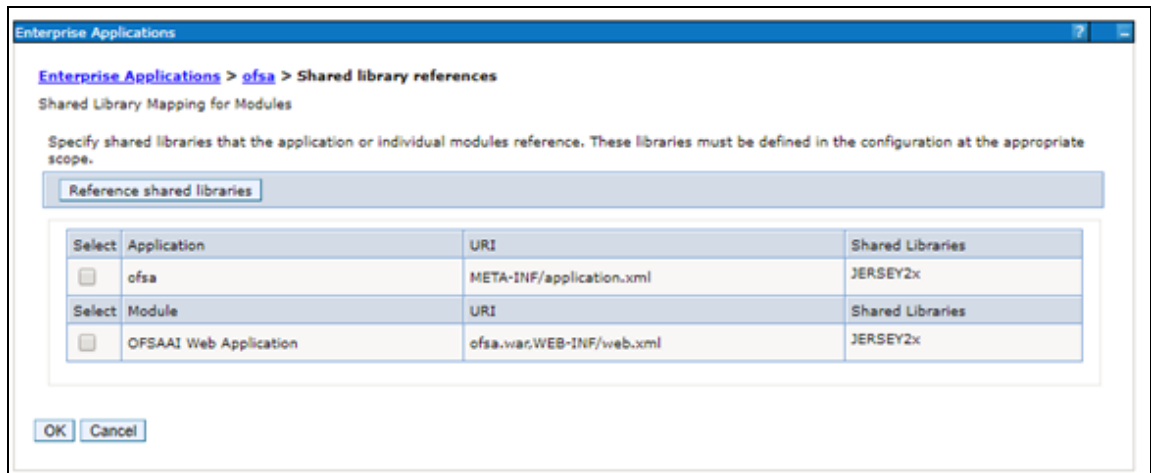 Enterprise Applications ? –
Enterprise Applications > ofsa > Shared library references
Shared Library Mapping for Modules
Specify shared libraries that the application or individual modules reference. These libraries must be defined in the configuration at the appropriate
scope.
Reference shared libraries
Select Application URI Shared Libraries
ofsa META-INF/application.xml JERSEY2x
Select Module URI Shared Libraries
OFSAAI Web Application ofsa.war,WEB-INF/web.xml JERSEY2x
OK Cancel